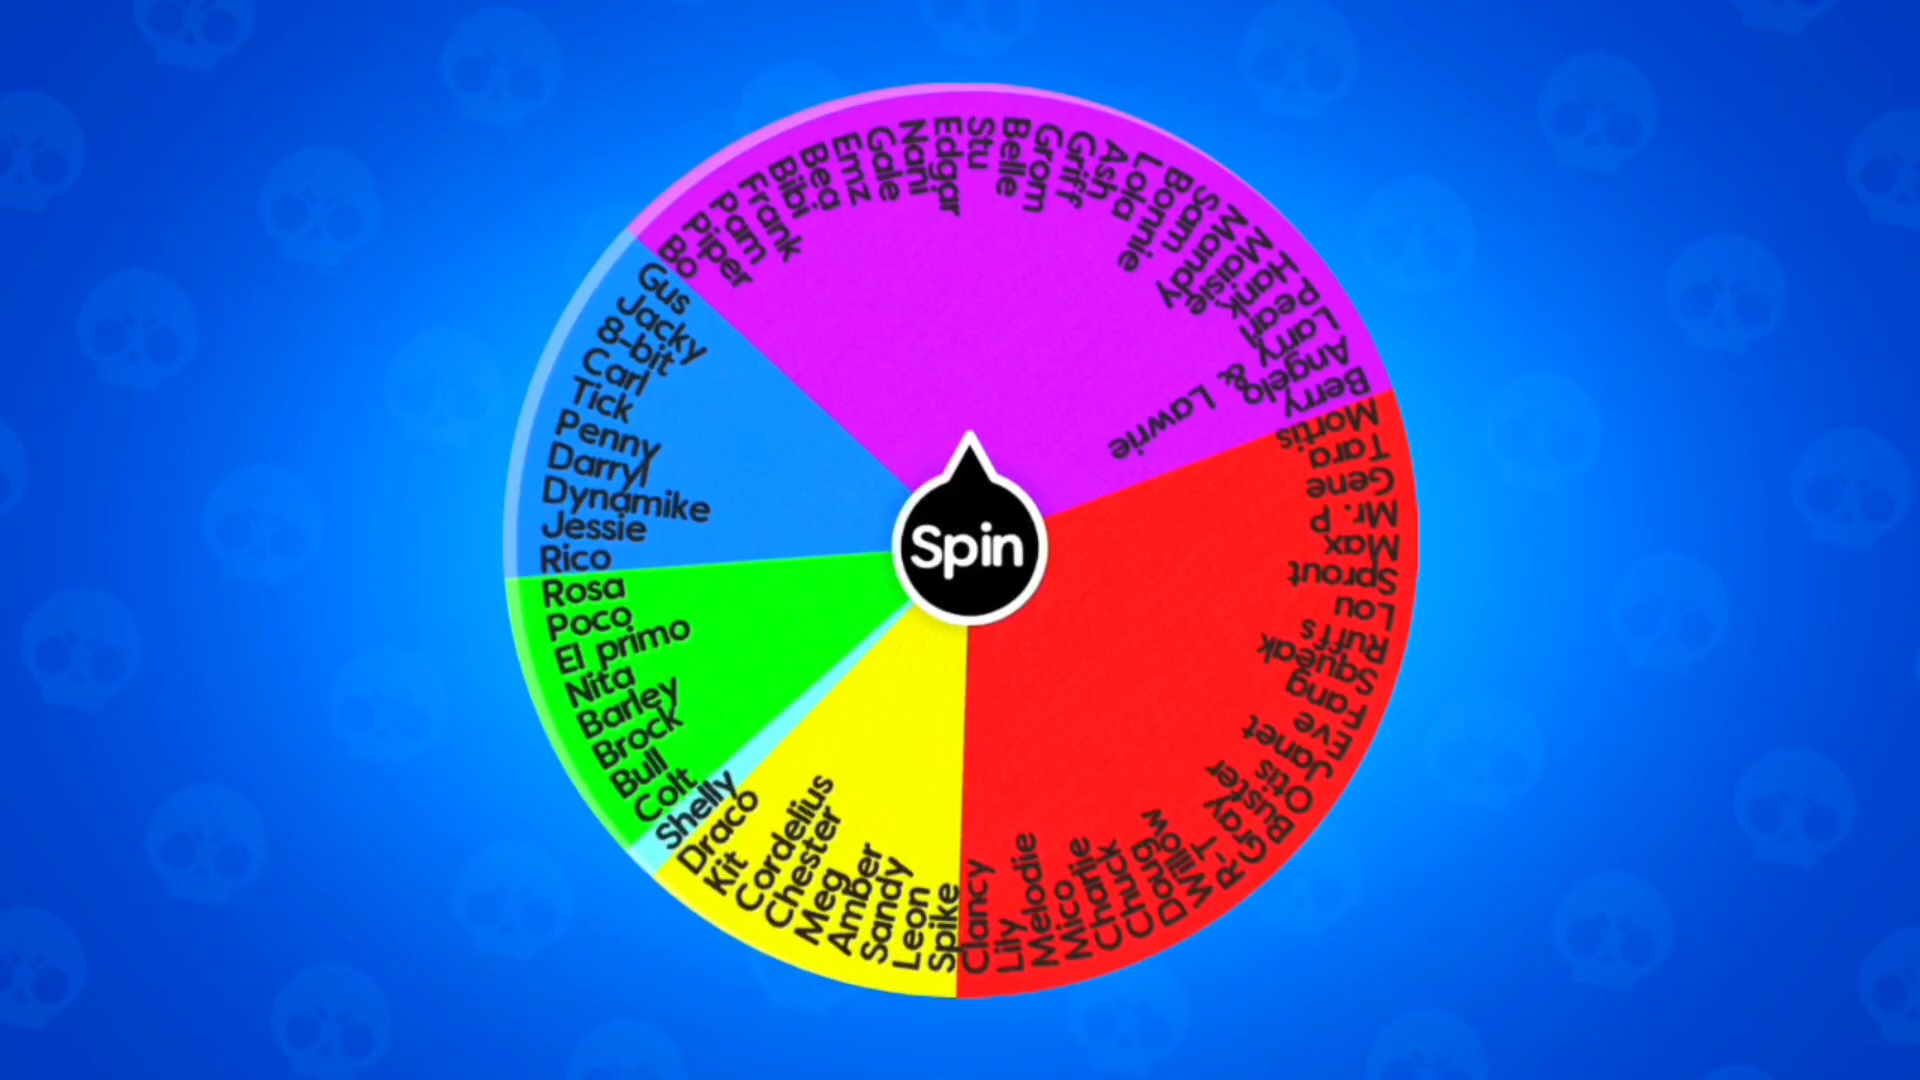 Bo
Piper
Pam
Frank
Bibi
Bea
Emz
Gale
Nani
Edgar
Stu
Belle
Grom
Griff
Ash
Lola
Bonnie
Sam
Mandy
Maisie
Hank
Pearl
Larry & Lawrie
Angelo
Berry
Mortis
Tara
Gene
Mr. P
Max
Sprout
Lou
Ruffs
Squeak
Fang
Eve
Janet
Otis
Buster
Gray
R-T
Willow
Doug
Chuck
Charlie
Mico
Melodie
Lily
Clancy
Spike
Leon
Sandy
Amber
Meg
Chester
Cordelius
Kit
Draco
Shelly
Colt
Bull
Brock
Barley
Nita
El primo
Poco
Rosa
Rico
Jessie
Dynamike
Darryl
Penny
Tick
Carl
8-bit
Jacky
Gus
Spin